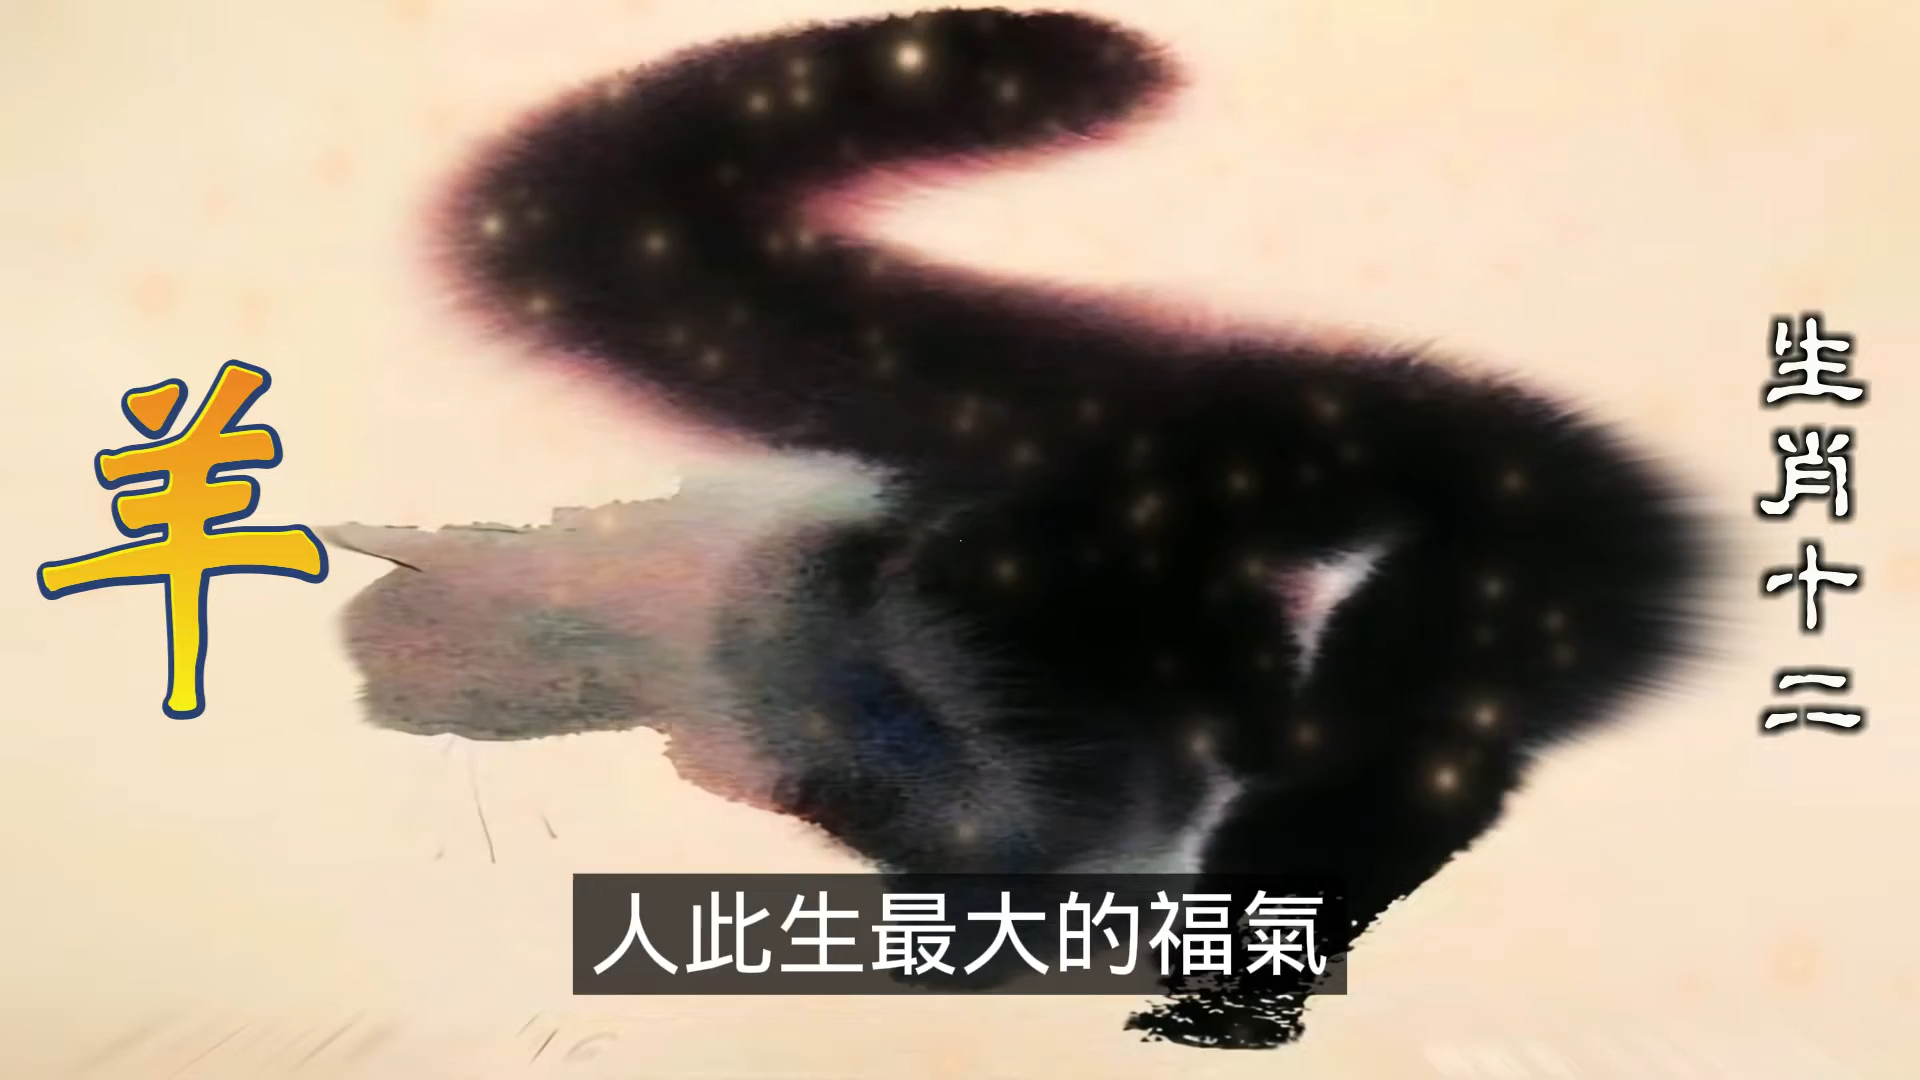 羊
生肖十二
人此生最大的福氣